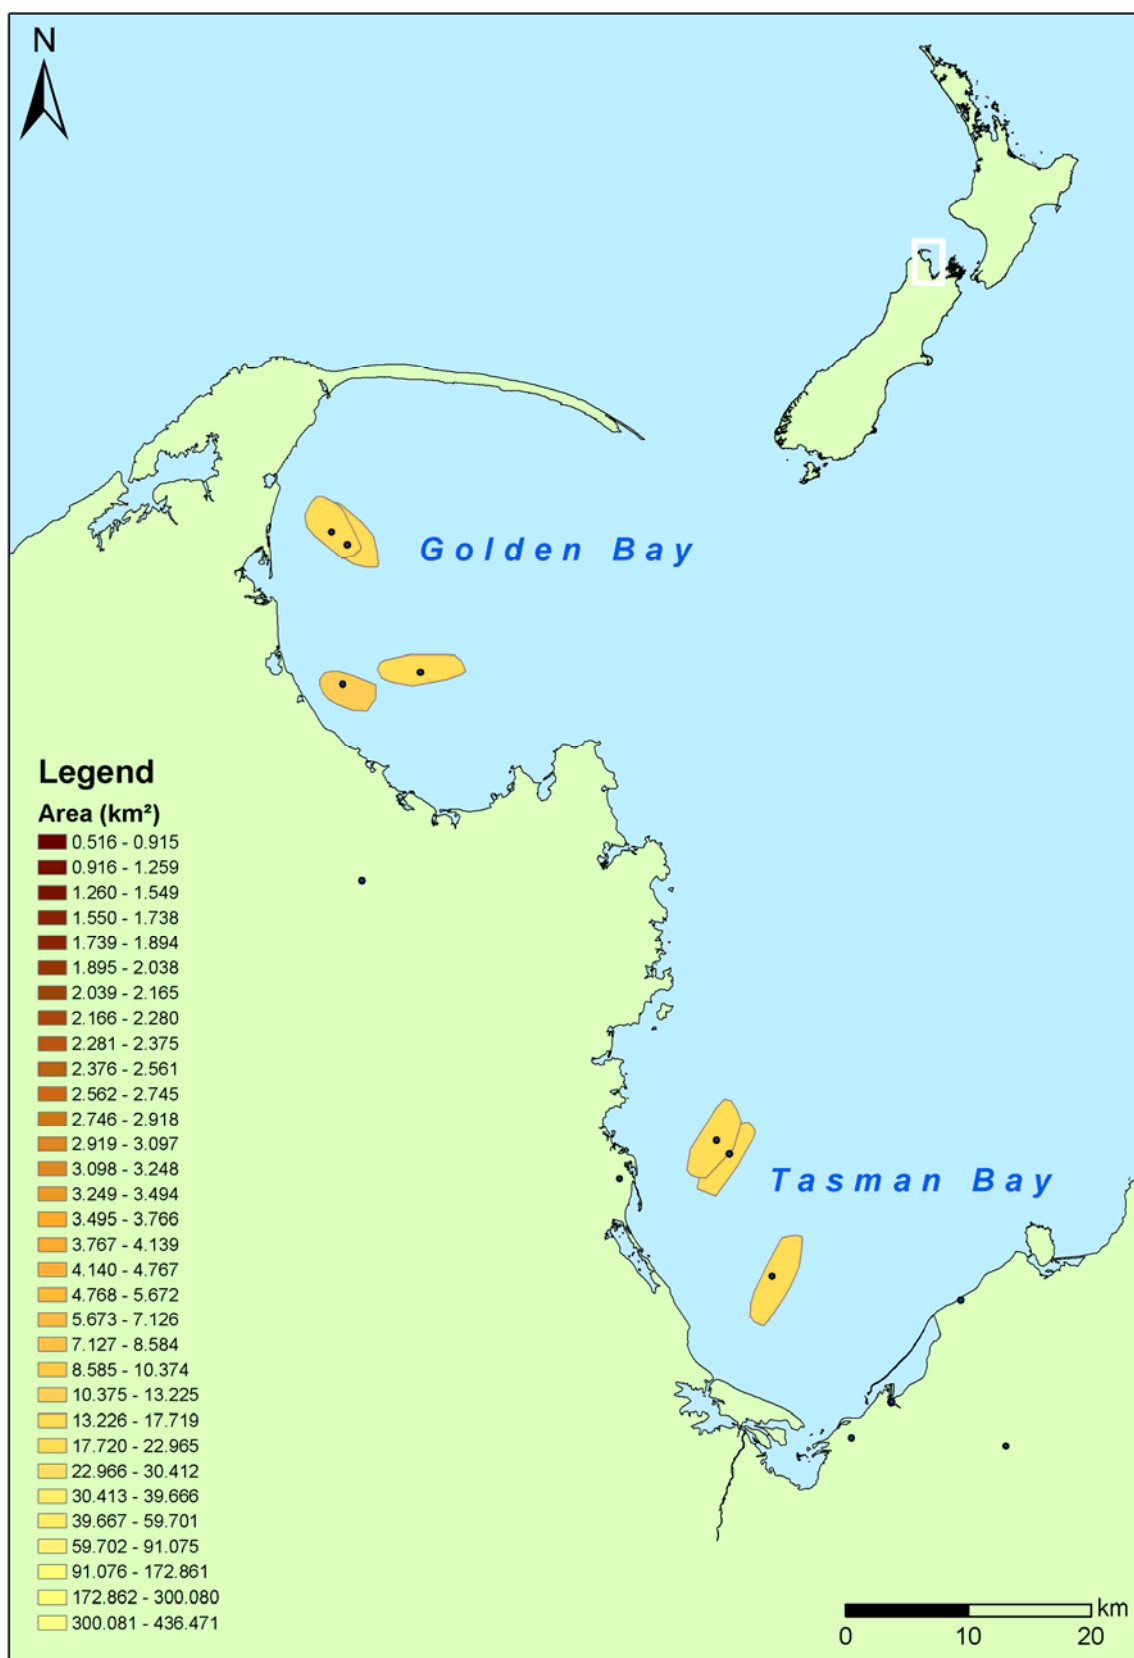 N
Golden Bay
Legend
Area (km²)
0.516 - 0.915
0.916 - 1.259
1.260 - 1.549
1.550 - 1.738
1.739 - 1.894
1.895 - 2.038
2.039 - 2.165
2.166 - 2.280
2.281 - 2.375
2.376 - 2.561
2.562 - 2.745
2.746 - 2.918
2.919 - 3.097
3.098 - 3.248
3.249 - 3.494
3.495 - 3.766
3.767 - 4.139
4.140 - 4.767
4.768 - 5.672
5.673 - 7.126
7.127 - 8.584
8.585 - 10.374
10.375 - 13.225
13.226 - 17.719
17.720 - 22.965
22.966 - 30.412
30.413 - 39.666
39.667 - 59.701
59.702 - 91.075
91.076 - 172.861
172.862 - 300.080
300.081 - 436.471
Tasman Bay
km
0 10 20